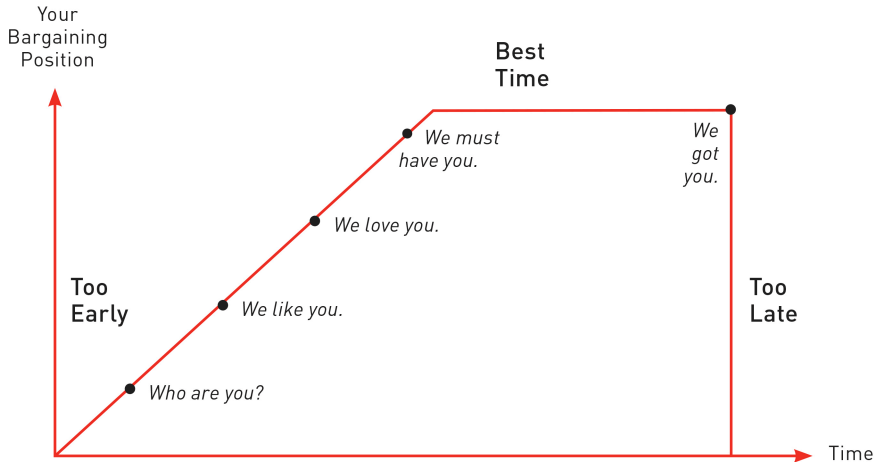 Your
Bargaining
Position
Best
Time
We must
have you.
We
got
you.
We love you.
Too
Early
We like you.
Too
Late
Who are you?
Time